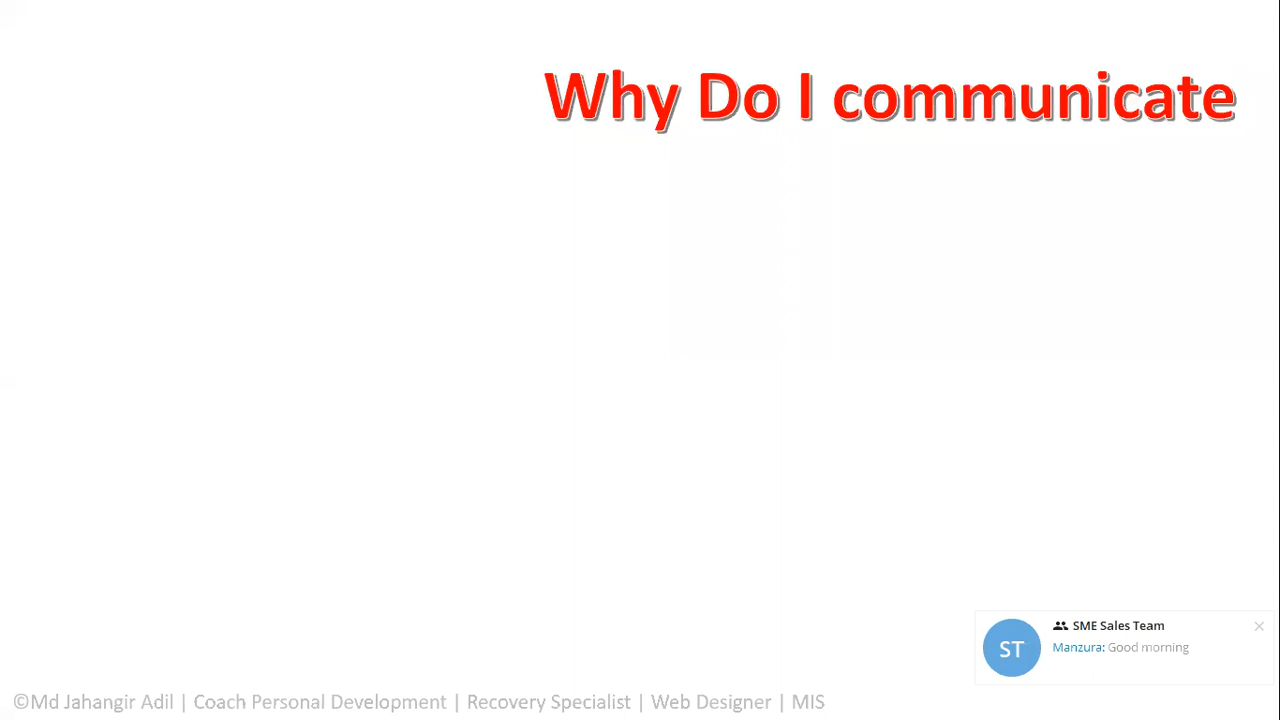 Why Do I communicate
SME Sales Team
ST
Manzura: Good morning
©Md Jahangir Adil | Coach Personal Development | Recovery Specialist | Web Designer | MIS